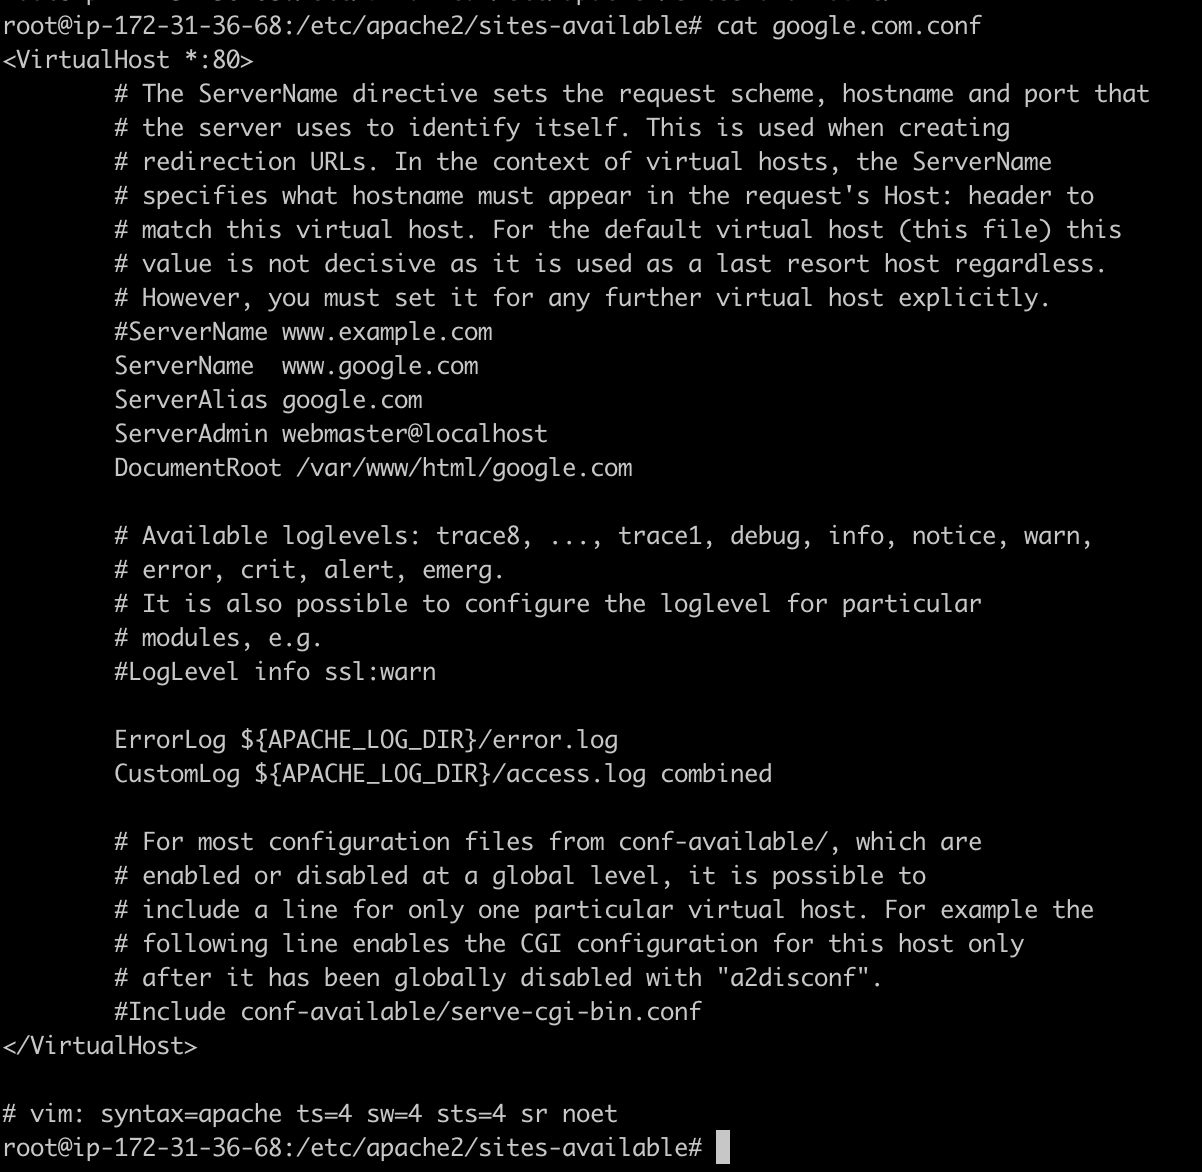 root@ip-172-31-36-68:/etc/apache2/sites-available# cat google.com.conf
<VirtualHost *:80>
        # The ServerName directive sets the request scheme, hostname and port that
        # the server uses to identify itself. This is used when creating
        # redirection URLs. In the context of virtual hosts, the ServerName
        # specifies what hostname must appear in the request's Host: header to
        # match this virtual host. For the default virtual host (this file) this
        # value is not decisive as it is used as a last resort host regardless.
        # However, you must set it for any further virtual host explicitly.
        #ServerName www.example.com
        ServerName  www.google.com
        ServerAlias google.com
        ServerAdmin webmaster@localhost
        DocumentRoot /var/www/html/google.com

        # Available loglevels: trace8, ..., trace1, debug, info, notice, warn,
        # error, crit, alert, emerg.
        # It is also possible to configure the loglevel for particular
        # modules, e.g.
        #LogLevel info ssl:warn

        ErrorLog ${APACHE_LOG_DIR}/error.log
        CustomLog ${APACHE_LOG_DIR}/access.log combined

        # For most configuration files from conf-available/, which are
        # enabled or disabled at a global level, it is possible to
        # include a line for only one particular virtual host. For example the
        # following line enables the CGI configuration for this host only
        # after it has been globally disabled with "a2disconf".
        #Include conf-available/serve-cgi-bin.conf
</VirtualHost>

# vim: syntax=apache ts=4 sw=4 sts=4 sr noet
root@ip-172-31-36-68:/etc/apache2/sites-available#